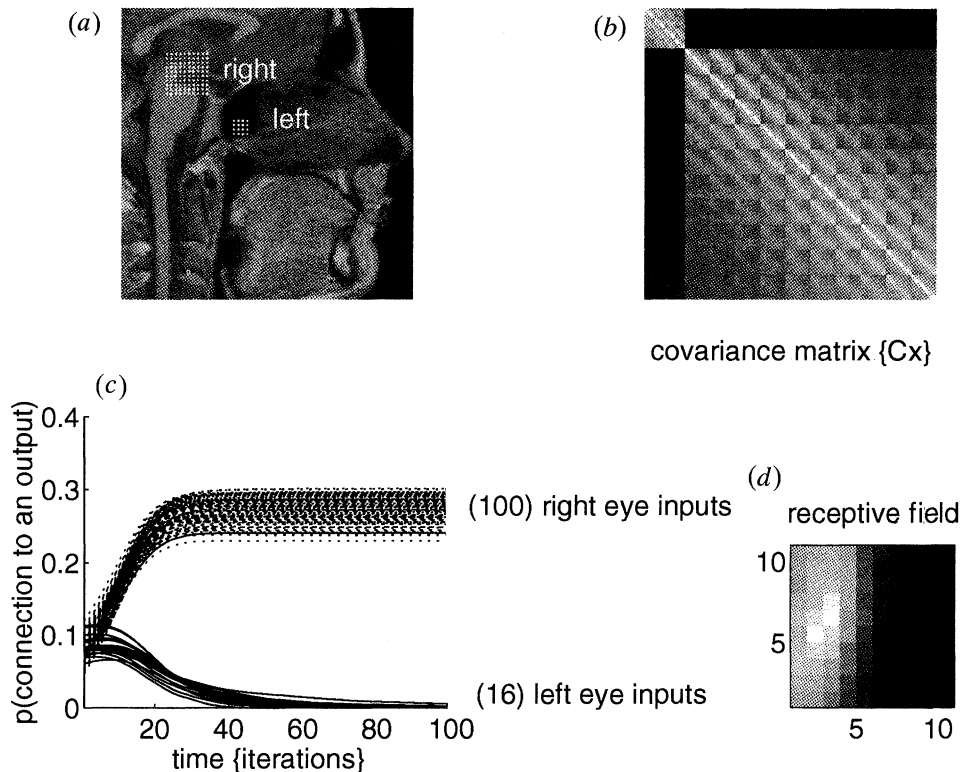 (a)
right
left
(b)
covariance matrix {Cx}
(c)
p(connection to an output)
0.4
0.3
0.2
0.1
0
20
40
60
80
100
time {iterations}
(100) right eye inputs
(16) left eye inputs
(d)
receptive field
10
5
5
10